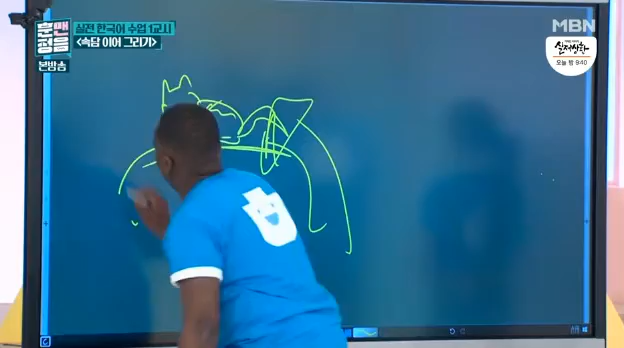 훈맨
정음
본방송
실전 한국어 수업 1교시
<속담 이어 그리기>
MBN
실제상황
오늘 밤 9:40